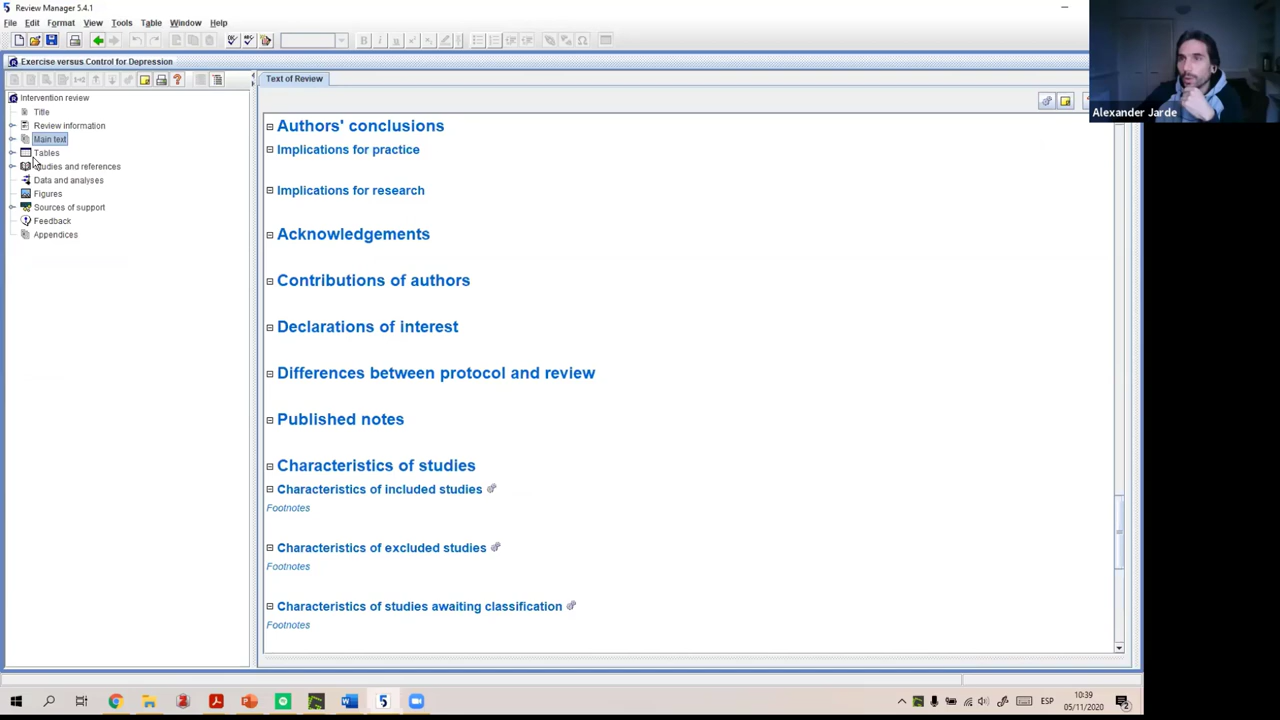 Review Manager 5.4.1
File Edit Format View Tools Table Window Help
Exercise versus Control for Depression
Intervention review
Title
Review information
Main text
Tables
Studies and references
Data and analyses
Figures
Sources of support
Feedback
Appendices
Text of Review
Authors' conclusions
Implications for practice
Implications for research
Acknowledgements
Contributions of authors
Declarations of interest
Differences between protocol and review
Published notes
Characteristics of studies
Characteristics of included studies
Footnotes
Characteristics of excluded studies
Footnotes
Characteristics of studies awaiting classification
Footnotes
Alexander Jarde
ESP
10:39
05/11/2020